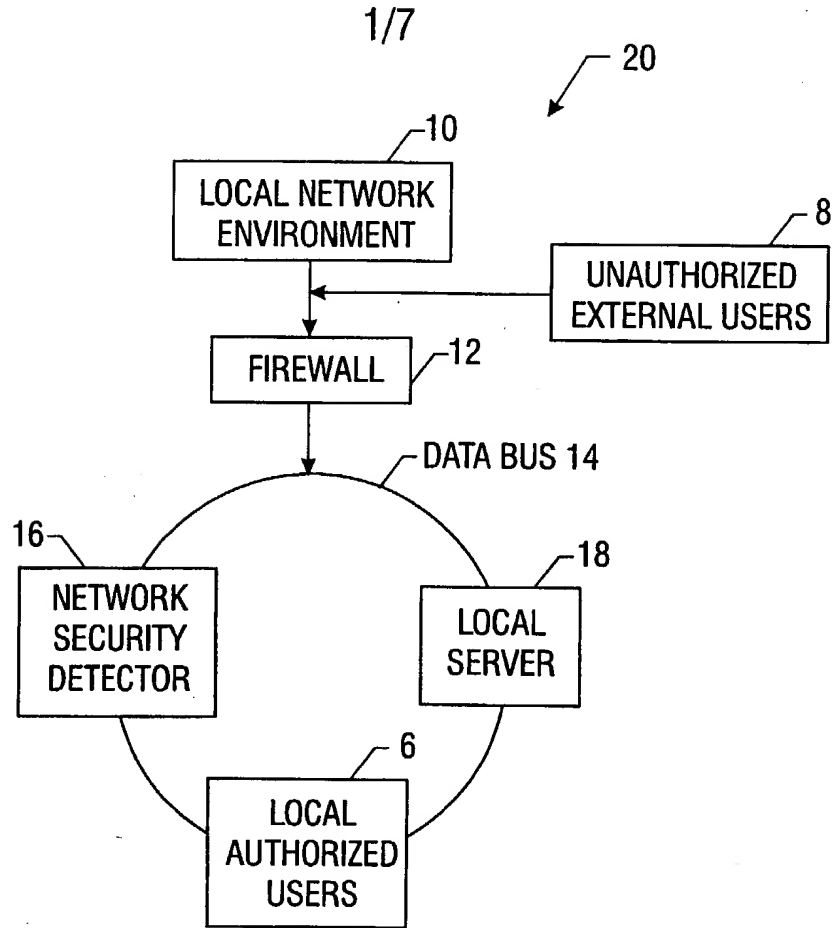 1/7
20
10
LOCAL NETWORK
ENVIRONMENT
8
UNAUTHORIZED
EXTERNAL USERS
FIREWALL
12
DATA BUS 14
16
NETWORK
SECURITY
DETECTOR
18
LOCAL
SERVER
6
LOCAL
AUTHORIZED
USERS